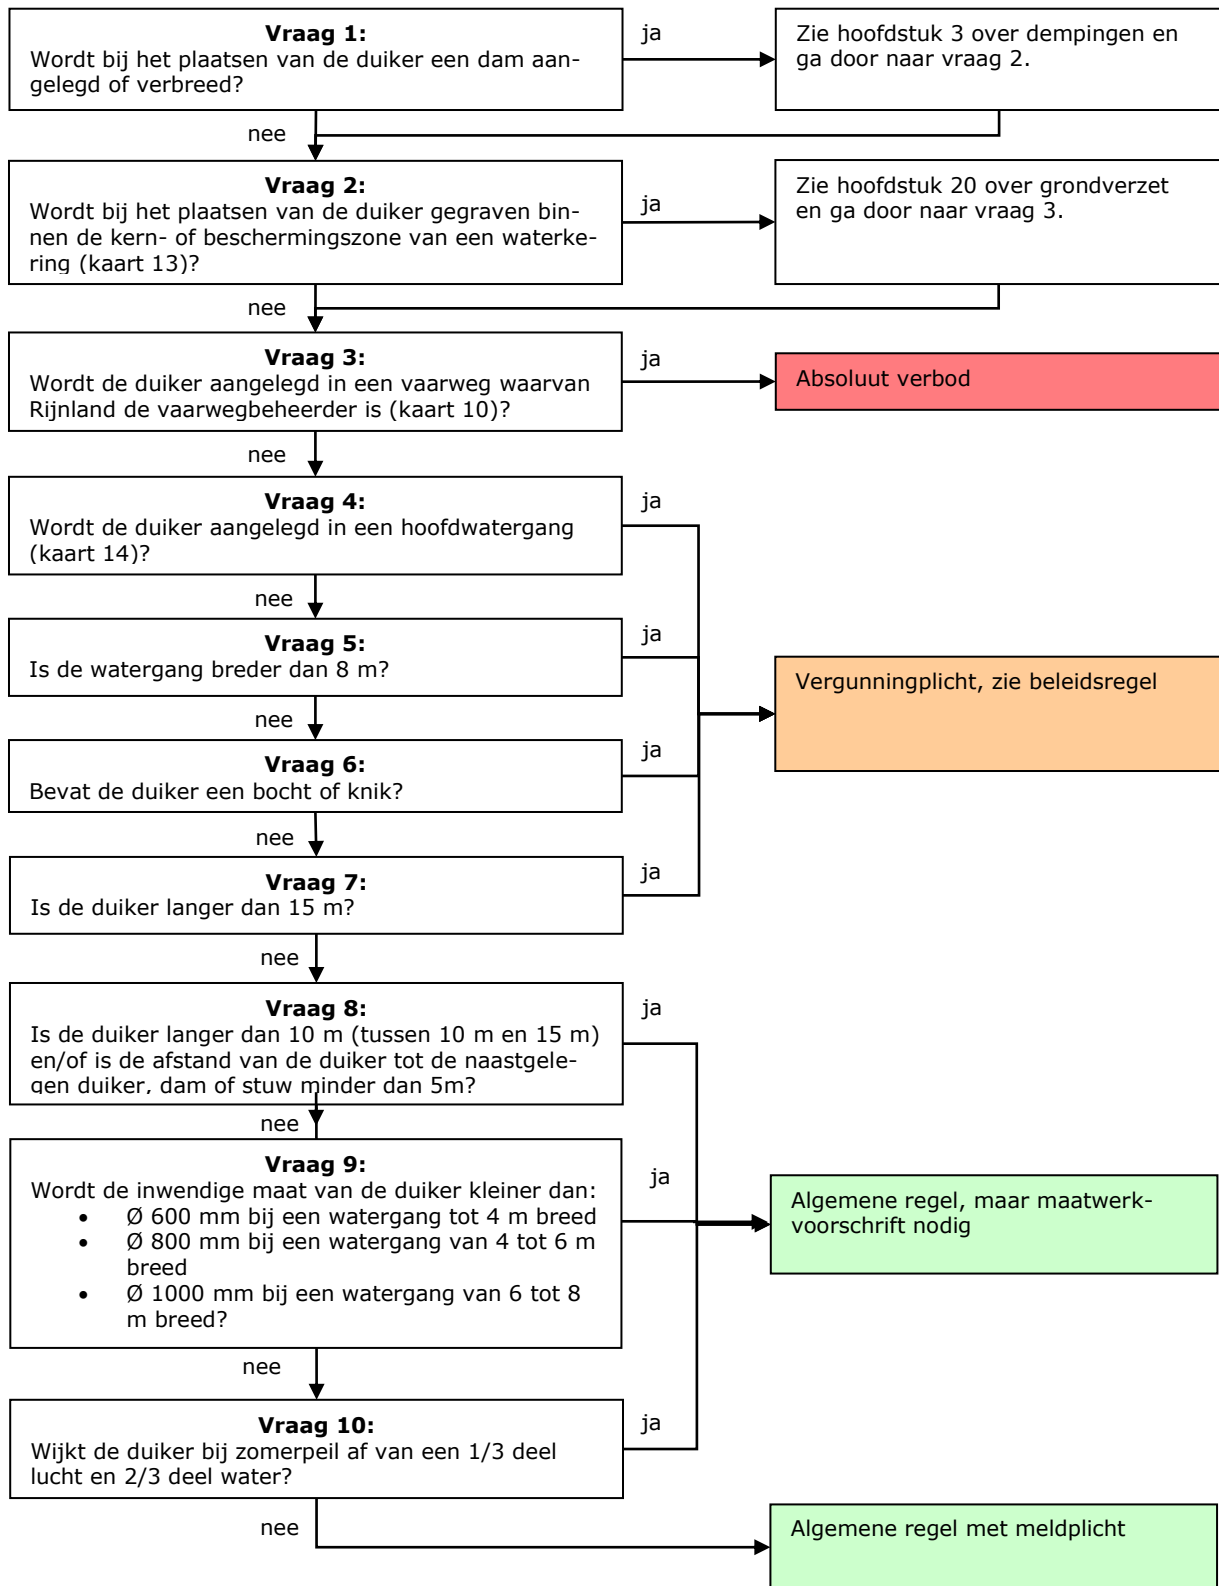 Vraag 1:
Wordt bij het plaatsen van de duiker een dam aan-
gelegd of verbreed?
ja
Zie hoofdstuk 3 over dempingen en
ga door naar vraag 2.
nee
Vraag 2:
Wordt bij het plaatsen van de duiker gegraven bin-
nen de kern- of beschermingszone van een waterke-
ring (kaart 13)?
ja
Zie hoofdstuk 20 over grondverzet
en ga door naar vraag 3.
nee
Vraag 3:
Wordt de duiker aangelegd in een vaarweg waarvan
Rijnland de vaarwegbeheerder is (kaart 10)?
ja
Absoluut verbod
nee
Vraag 4:
Wordt de duiker aangelegd in een hoofdwatergang
(kaart 14)?
ja
nee
Vraag 5:
Is de watergang breder dan 8 m?
ja
Vergunningplicht, zie beleidsregel
nee
Vraag 6:
Bevat de duiker een bocht of knik?
ja
nee
Vraag 7:
Is de duiker langer dan 15 m?
ja
nee
Vraag 8:
Is de duiker langer dan 10 m (tussen 10 m en 15 m)
en/of is de afstand van de duiker tot de naastgele-
gen duiker, dam of stuw minder dan 5m?
ja
nee
Vraag 9:
Wordt de inwendige maat van de duiker kleiner dan:
• Ø 600 mm bij een watergang tot 4 m breed
• Ø 800 mm bij een watergang van 4 tot 6 m
breed
• Ø 1000 mm bij een watergang van 6 tot 8
m breed?
ja
Algemene regel, maar maatwerk-
voorschrift nodig
nee
Vraag 10:
Wijkt de duiker bij zomerpeil af van een 1/3 deel
lucht en 2/3 deel water?
ja
nee
Algemene regel met meldplicht